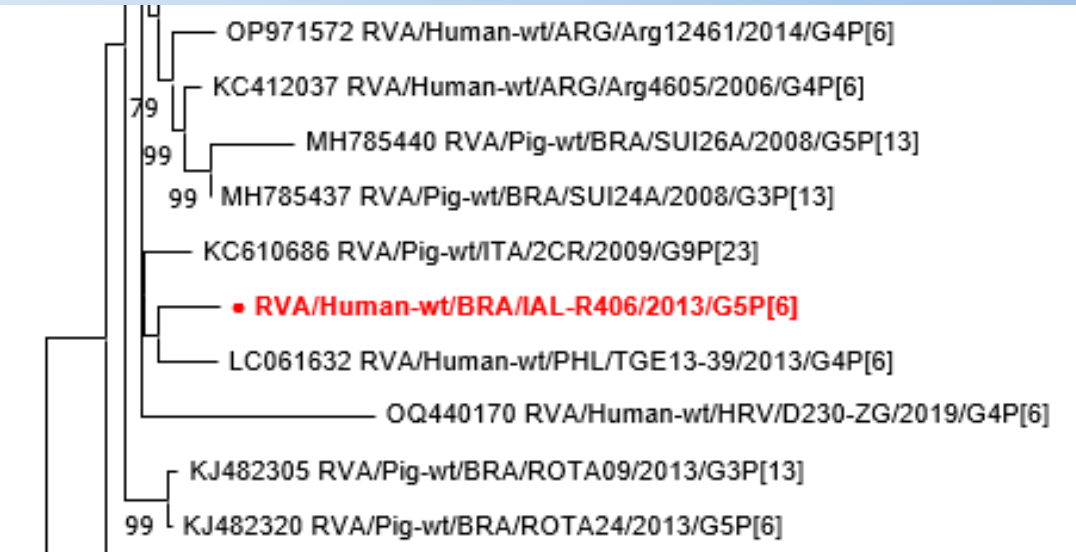 OP971572 RVA/Human-wt/ARG/Arg12461/2014/G4P[6]
KC412037 RVA/Human-wt/ARG/Arg4605/2006/G4P[6]
79
MH785440 RVA/Pig-wt/BRA/SUI26A/2008/G5P[13]
99
MH785437 RVA/Pig-wt/BRA/SUI24A/2008/G3P[13]
99
KC610686 RVA/Pig-wt/ITA/2CR/2009/G9P[23]
RVA/Human-wt/BRA/IAL-R406/2013/G5P[6]
LC061632 RVA/Human-wt/PHL/TGE13-39/2013/G4P[6]
OQ440170 RVA/Human-wt/HRV/D230-ZG/2019/G4P[6]
KJ482305 RVA/Pig-wt/BRA/ROTA09/2013/G3P[13]
99
KJ482320 RVA/Pig-wt/BRA/ROTA24/2013/G5P[6]